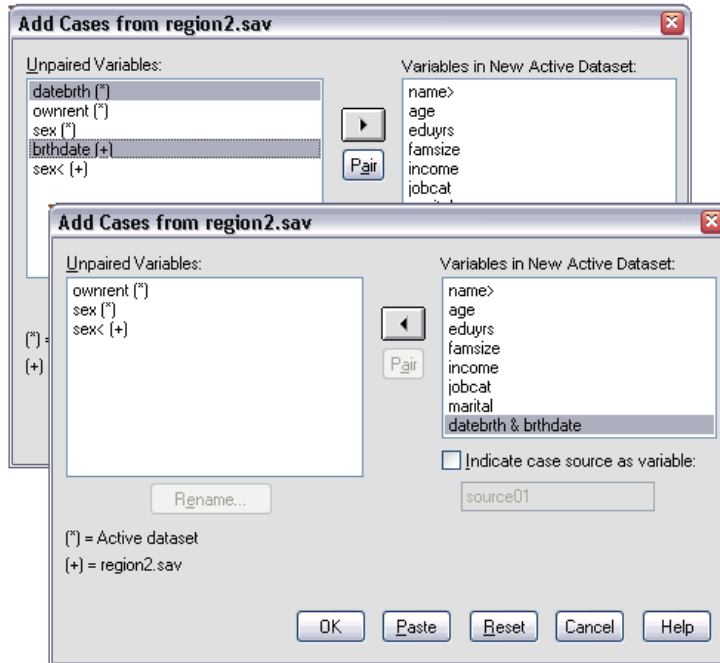 Add Cases from region2.sav
Unpaired Variables:
datebrth (*)
ownrent (*)
sex (*)
brthdate (+)
sex< (+)
Pair
Variables in New Active Dataset:
name>
age
eduyrs
famsize
income
jobcat
(*) =
(+)
Add Cases from region2.sav
Unpaired Variables:
ownrent (*)
sex (*)
sex< (+)
Rename...
(*) = Active dataset
(+) = region2.sav
Pair
Variables in New Active Dataset:
name>
age
eduyrs
famsize
income
jobcat
marital
datebrth & brthdate
Indicate case source as variable:
source01
OK
Paste
Reset
Cancel
Help